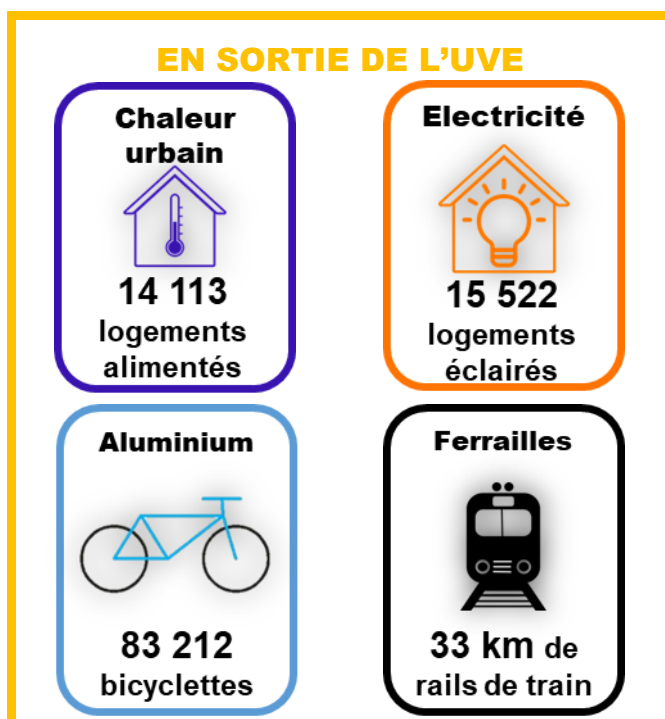 EN SORTIE DE L’UVE
Chaleur
urbain
14 113
logements
alimentés
Electricité
15 522
logements
éclairés
Aluminium
83 212
bicyclettes
Ferrailles
33 km de
rails de train